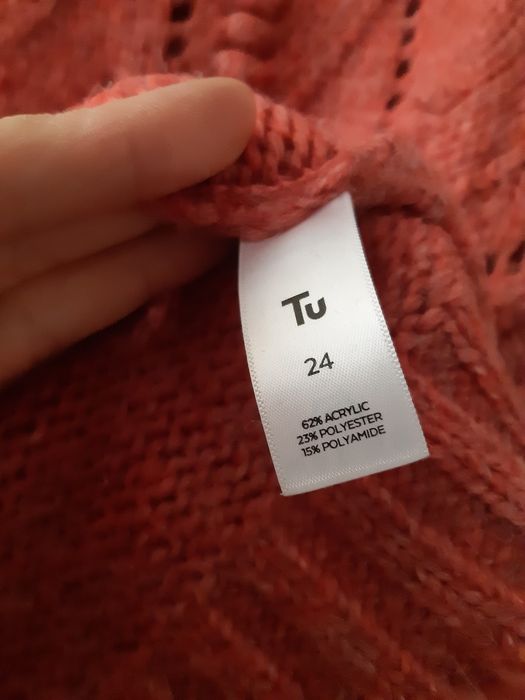 Tu
24
62% ACRYLIC
23% POLYESTER
15% POLYAMIDE